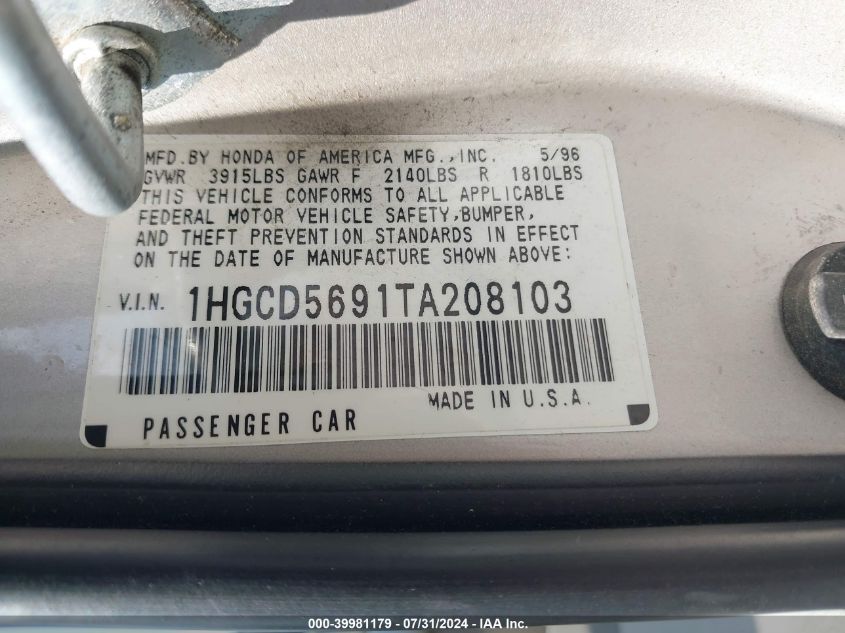 MFD.BY HONDA OF AMERICA MFG.,INC. 5/96
GVWR 3915LBS GAWR F 2140LBS R 1810LBS
THIS VEHICLE CONFORMS TO ALL APPLICABLE
FEDERAL MOTOR VEHICLE SAFETY,BUMPER,
AND THEFT PREVENTION STANDARDS IN EFFECT
ON THE DATE OF MANUFACTURE SHOWN ABOVE:
V.I.N. 1HGCD5691TA208103
MADE IN U.S.A.
PASSENGER CAR
000-39981179 / 07/31/2024 - IAA Inc.